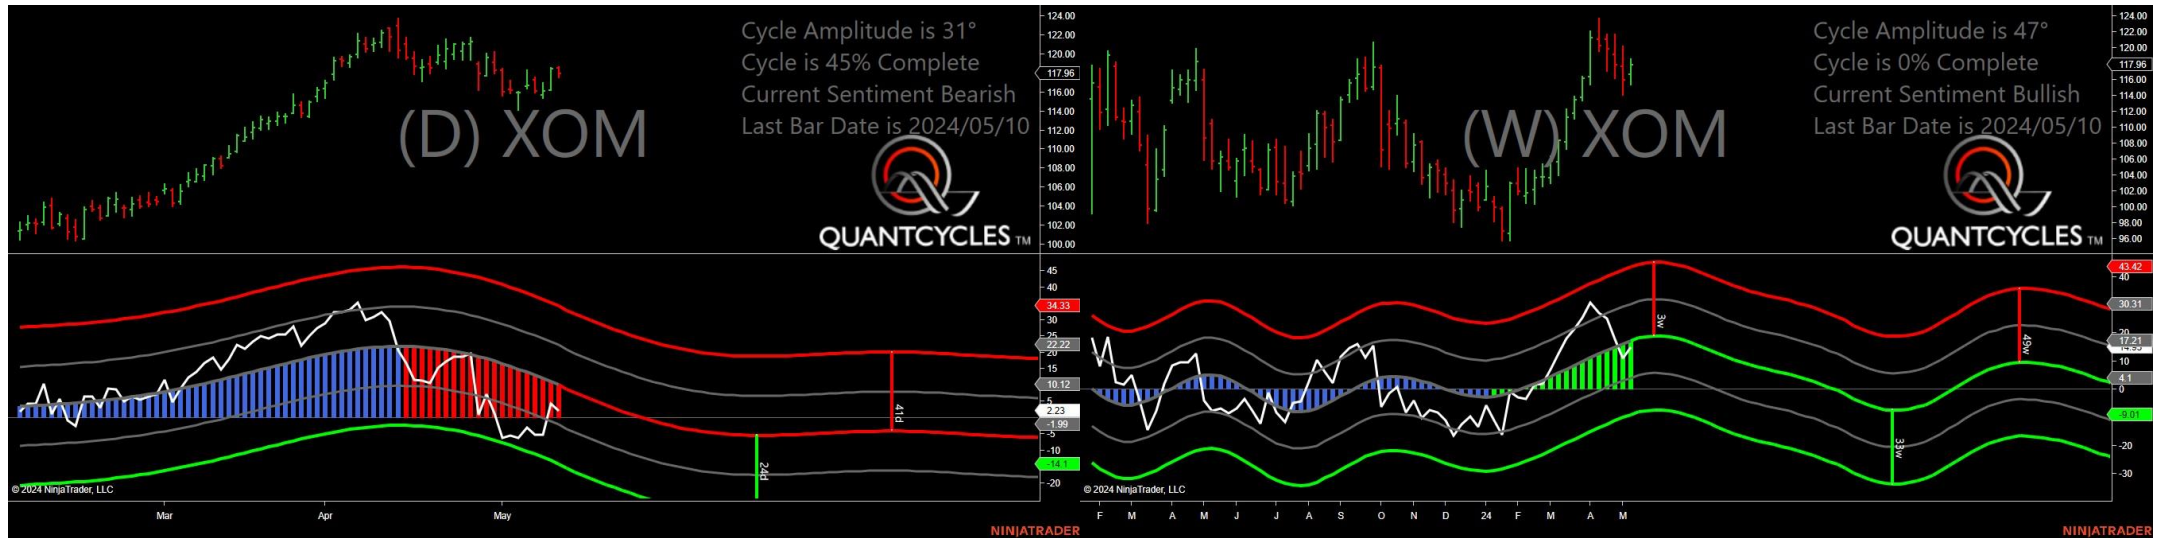 Cycle Amplitude is 31°
Cycle is 45% Complete
Current Sentiment Bearish
Last Bar Date is 2024/05/10
(D) XOM
QUANTCYCLES TM
124.00
122.00
120.00
117.96
116.00
114.00
112.00
110.00
108.00
106.00
104.00
102.00
100.00
45
40
34.33
30
25
22.22
20
15
10.12
5
2.23
-1.99
-5
-10
-14.1
-20
41d
24d
© 2024 NinjaTrader, LLC
Mar
Apr
May
NINJATRADER
Cycle Amplitude is 47°
Cycle is 0% Complete
Current Sentiment Bullish
Last Bar Date is 2024/05/10
(W) XOM
QUANTCYCLES TM
124.00
122.00
120.00
117.96
116.00
114.00
112.00
110.00
108.00
106.00
104.00
102.00
100.00
98.00
96.00
43.42
40
30.31
20
17.21
10
4.1
0
-9.01
-20
-30
3w
49w
33w
© 2024 NinjaTrader, LLC
F M A M J J A S O N D 24 F M A M
NINJATRADER